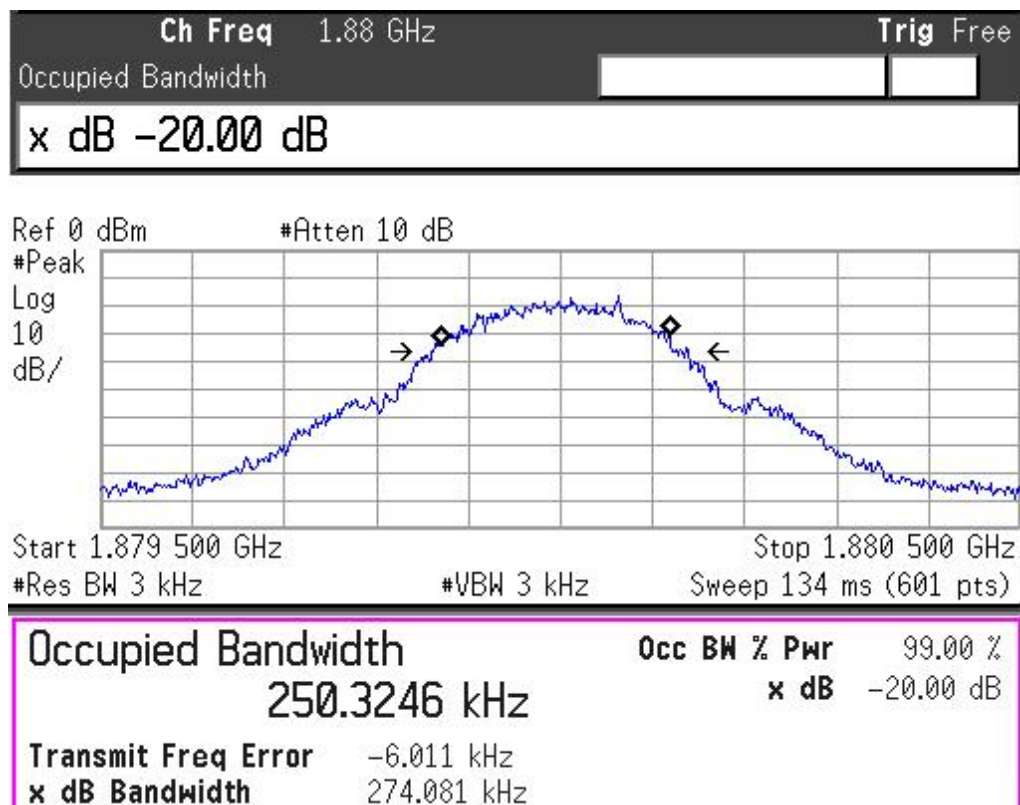 Ch Freq 1.88 GHz Trig Free
Occupied Bandwidth
x dB -20.00 dB
Ref 0 dBm #Atten 10 dB
#Peak
Log
10
dB/
Start 1.879 500 GHz Stop 1.880 500 GHz
#Res BW 3 kHz #VBW 3 kHz Sweep 134 ms (601 pts)
Occupied Bandwidth Occ BW % Pwr 99.00 %
250.3246 kHz x dB -20.00 dB
Transmit Freq Error -6.011 kHz
x dB Bandwidth 274.081 kHz